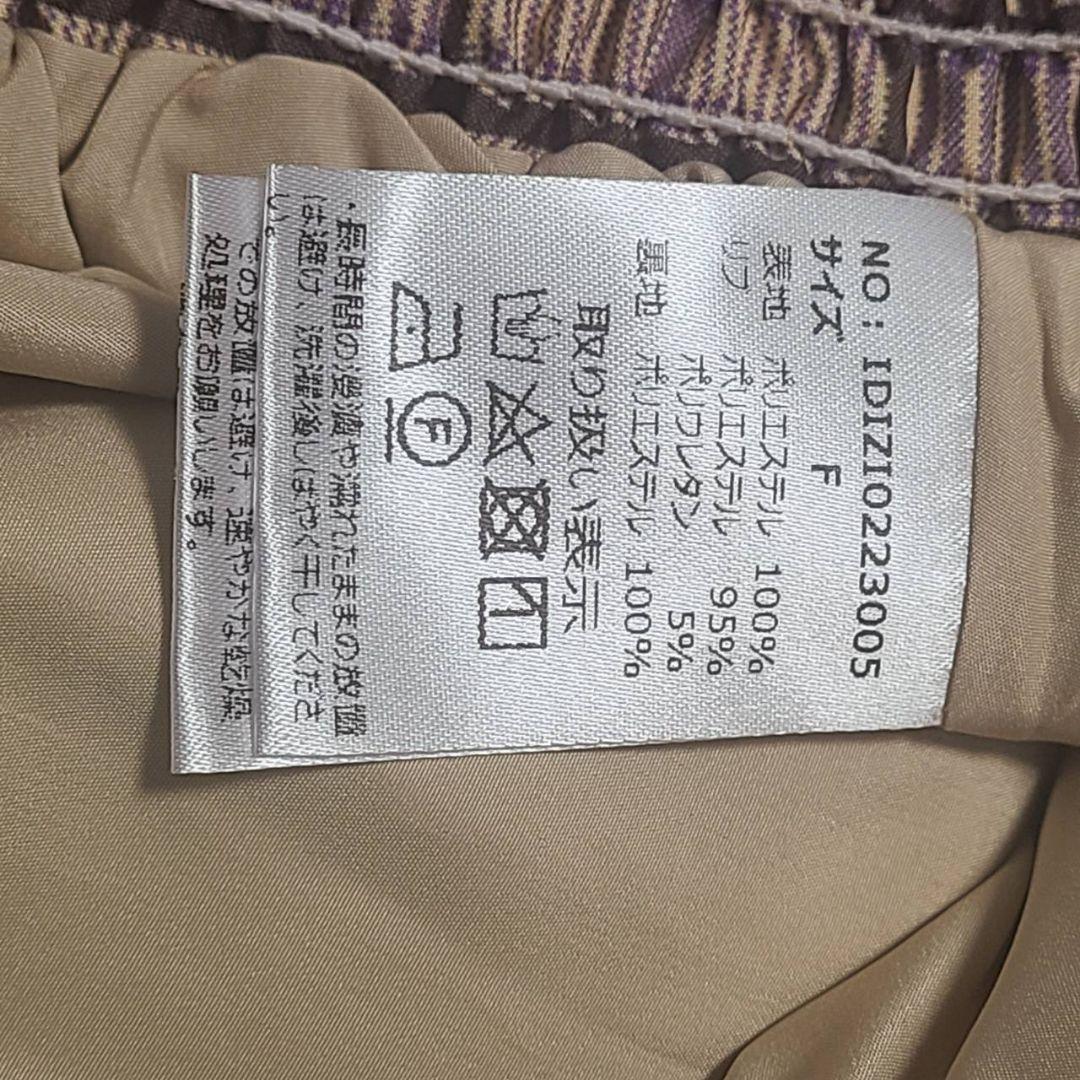 NO：IDIZI0223005
サイズ F
表地 ポリエステル 100%
リブ ポリエステル 95%
ポリウレタン 5%
裏地 ポリエステル 100%
取り扱い表示
F
・長時間の浸漬や濡れたままの放置
は避け、洗濯後しばやく干してくださ
い。
での放置は避け、速やかな乾燥
処理をお願いします。